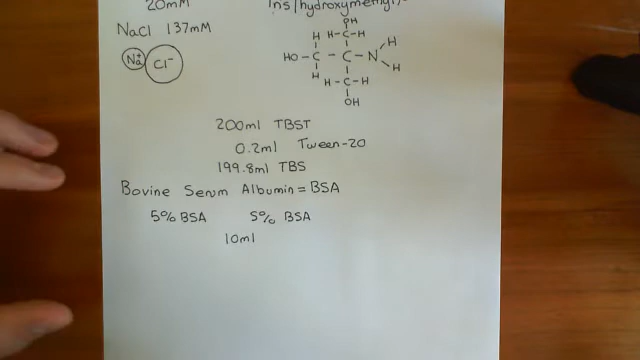 20mM
NaCl 137mM
Na+ Cl-
OH
H H-C-H H
HO-C-C-N
H H-C-H H
OH
200ml TBST
0.2ml Tween-20
199.8ml TBS
Bovine Serum Albumin = BSA
5% BSA 5% BSA
10ml